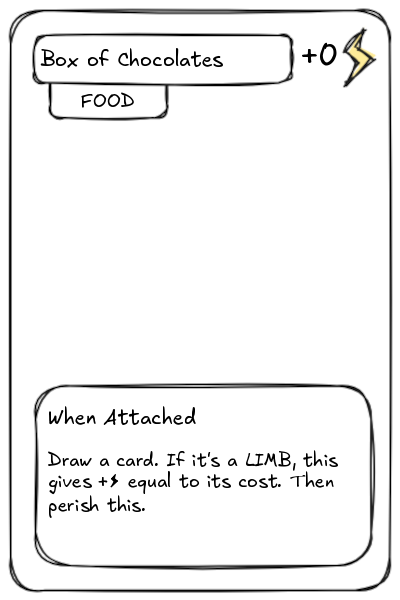 Box of Chocolates
+0
FOOD
When Attached
Draw a card. If it's a LIMB, this
gives +⚡ equal to its cost. Then
perish this.